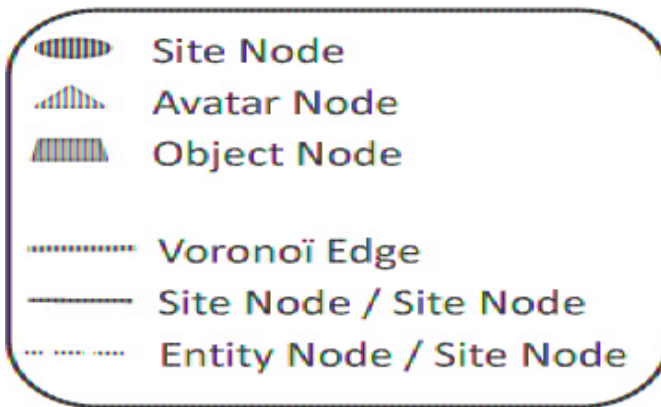 Site Node
Avatar Node
Object Node
Voronoï Edge
Site Node / Site Node
Entity Node / Site Node